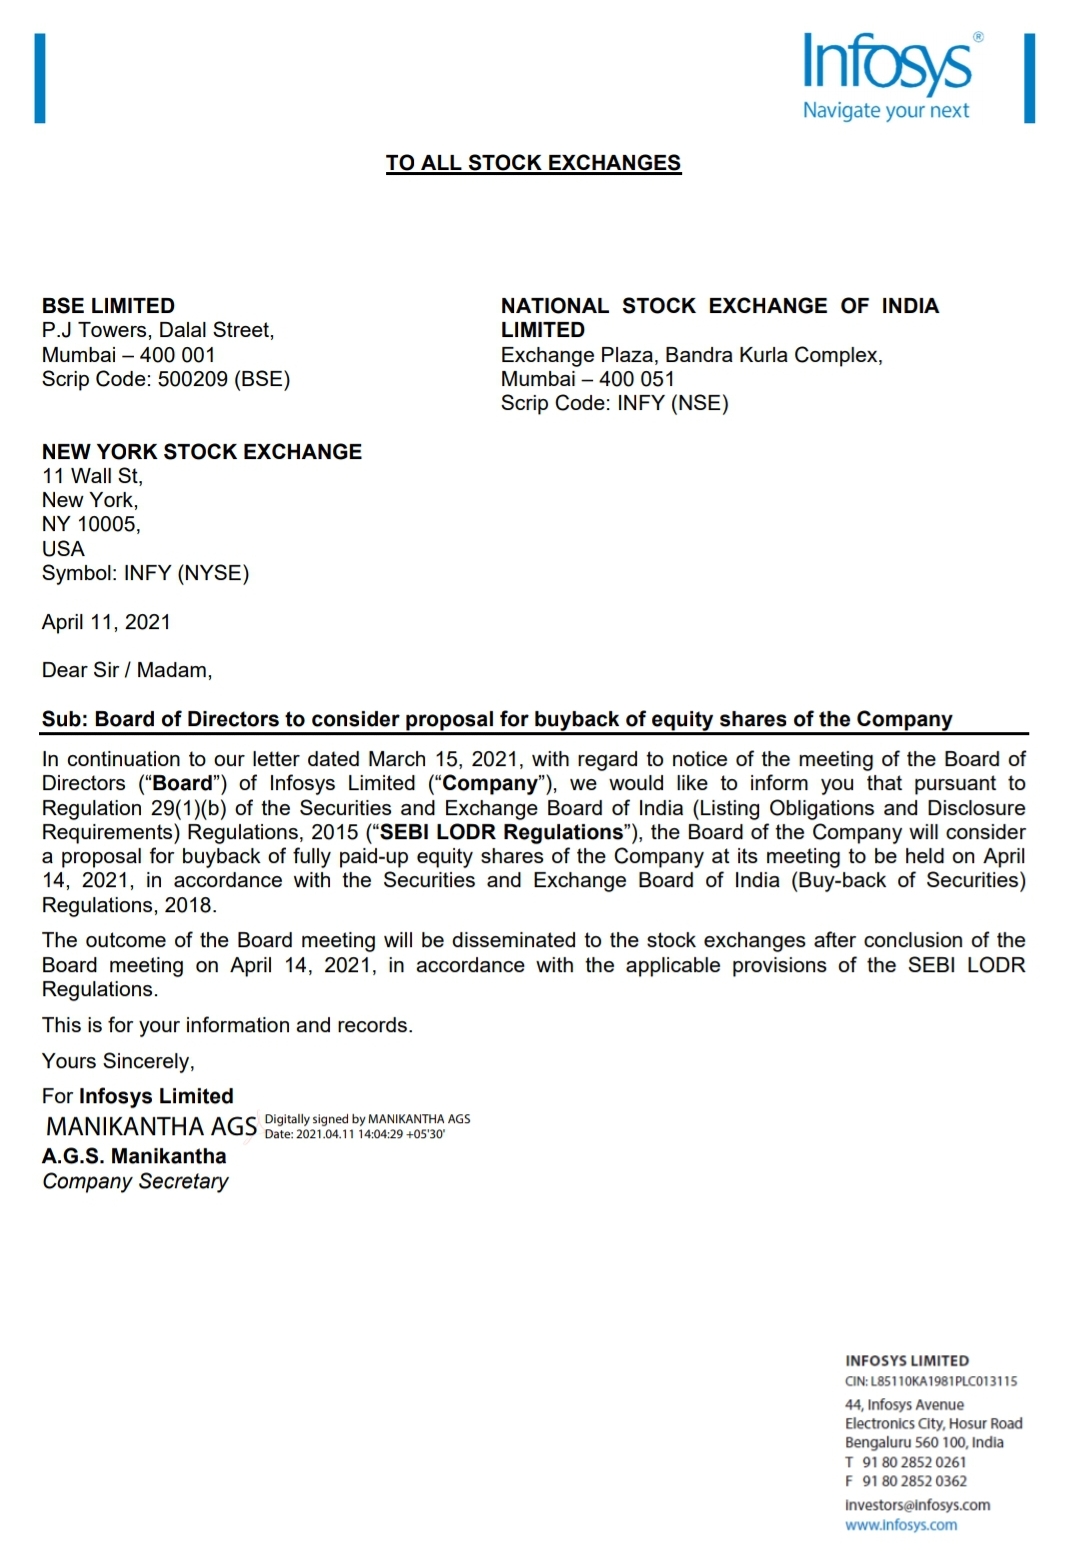 Infosys®
Navigate your next
TO ALL STOCK EXCHANGES
BSE LIMITED
P.J Towers, Dalal Street,
Mumbai – 400 001
Scrip Code: 500209 (BSE)
NATIONAL STOCK EXCHANGE OF INDIA
LIMITED
Exchange Plaza, Bandra Kurla Complex,
Mumbai – 400 051
Scrip Code: INFY (NSE)
NEW YORK STOCK EXCHANGE
11 Wall St,
New York,
NY 10005,
USA
Symbol: INFY (NYSE)
April 11, 2021
Dear Sir / Madam,
Sub: Board of Directors to consider proposal for buyback of equity shares of the Company
In continuation to our letter dated March 15, 2021, with regard to notice of the meeting of the Board of
Directors (“Board”) of Infosys Limited (“Company”), we would like to inform you that pursuant to
Regulation 29(1)(b) of the Securities and Exchange Board of India (Listing Obligations and Disclosure
Requirements) Regulations, 2015 (“SEBI LODR Regulations”), the Board of the Company will consider
a proposal for buyback of fully paid-up equity shares of the Company at its meeting to be held on April
14, 2021, in accordance with the Securities and Exchange Board of India (Buy-back of Securities)
Regulations, 2018.
The outcome of the Board meeting will be disseminated to the stock exchanges after conclusion of the
Board meeting on April 14, 2021, in accordance with the applicable provisions of the SEBI LODR
Regulations.
This is for your information and records.
Yours Sincerely,
For Infosys Limited
MANIKANTHA AGS
Digitally signed by MANIKANTHA AGS
Date: 2021.04.11 14:04:29 +05'30'
A.G.S. Manikantha
Company Secretary
INFOSYS LIMITED
CIN: L85110KA1981PLC013115
44, Infosys Avenue
Electronics City, Hosur Road
Bengaluru 560 100, India
T 91 80 2852 0261
F 91 80 2852 0362
investors@infosys.com
www.infosys.com